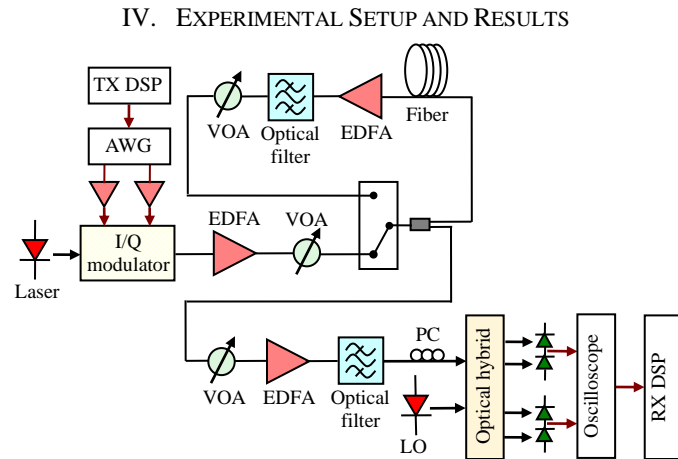 IV. EXPERIMENTAL SETUP AND RESULTS
TX DSP
AWG
VOA
Optical
filter
EDFA
Fiber
EDFA
VOA
I/Q
modulator
Laser
VOA
EDFA
Optical
filter
PC
LO
Optical hybrid
Oscilloscope
RX DSP